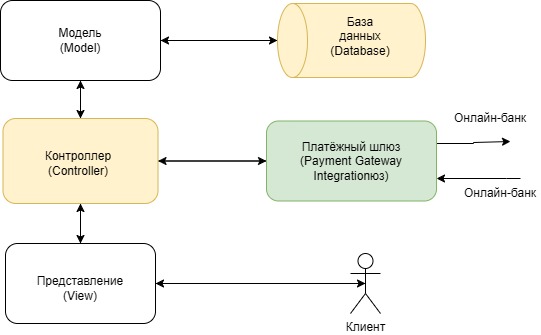 Модель
(Model)
База
данных
(Database)
Контроллер
(Controller)
Платёжный шлюз
(Payment Gateway
Integrationюз)
Онлайн-банк
Онлайн-банк
Представление
(View)
Клиент